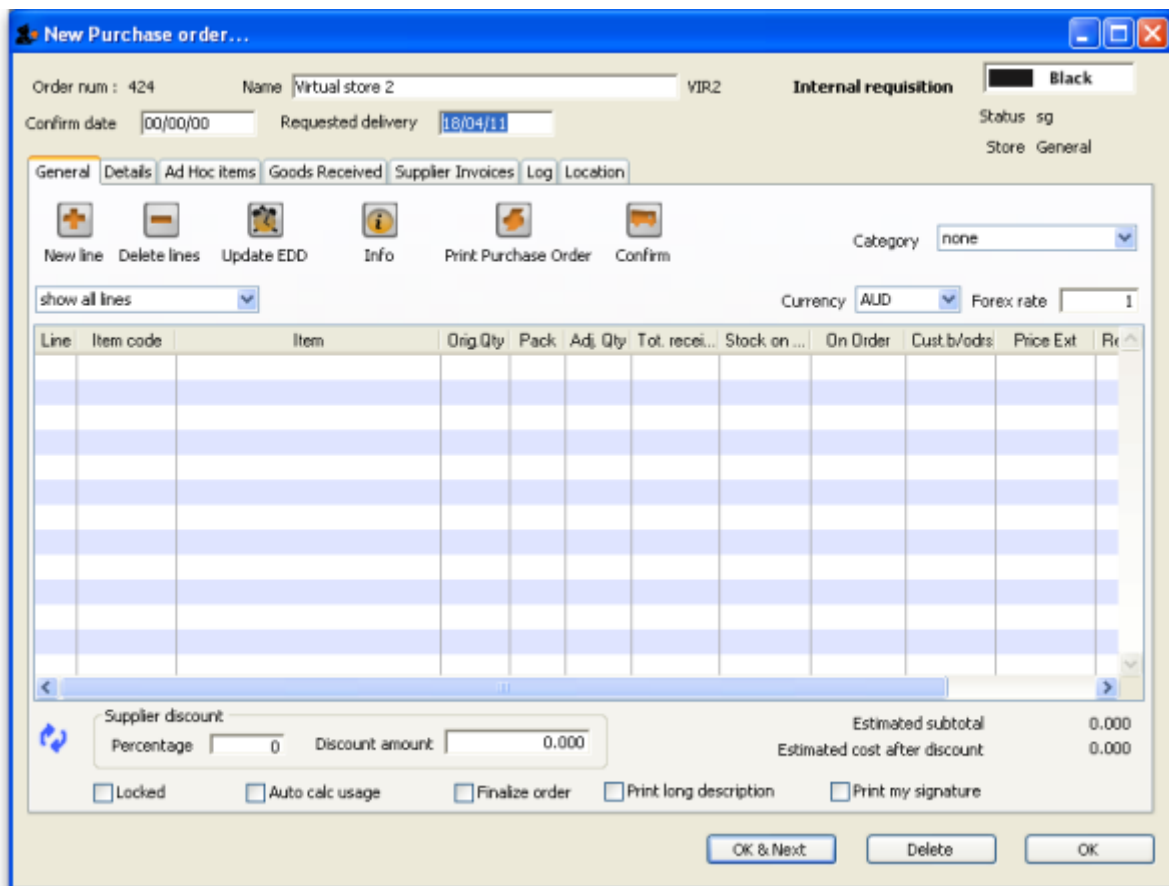 New Purchase order...
Order num : 424 Name Virtual store 2 VIR2 Internal requisition Black
Confirm date 00/00/00 Requested delivery 18/04/11 Status sg
Store General
General Details Ad Hoc items Goods Received Supplier Invoices Log Location
New line Delete lines Update EDD Info Print Purchase Order Confirm Category none
show all lines Currency AUD Forex rate 1
Line Item code Item Orig.Qty Pack Adj. Qty Tot. recei... Stock on ... On Order Cust.b/odrs Price Ext Re
Supplier discount Estimated subtotal 0.000
Percentage 0 Discount amount 0.000 Estimated cost after discount 0.000
Locked Auto calc usage Finalize order Print long description Print my signature
OK & Next Delete OK